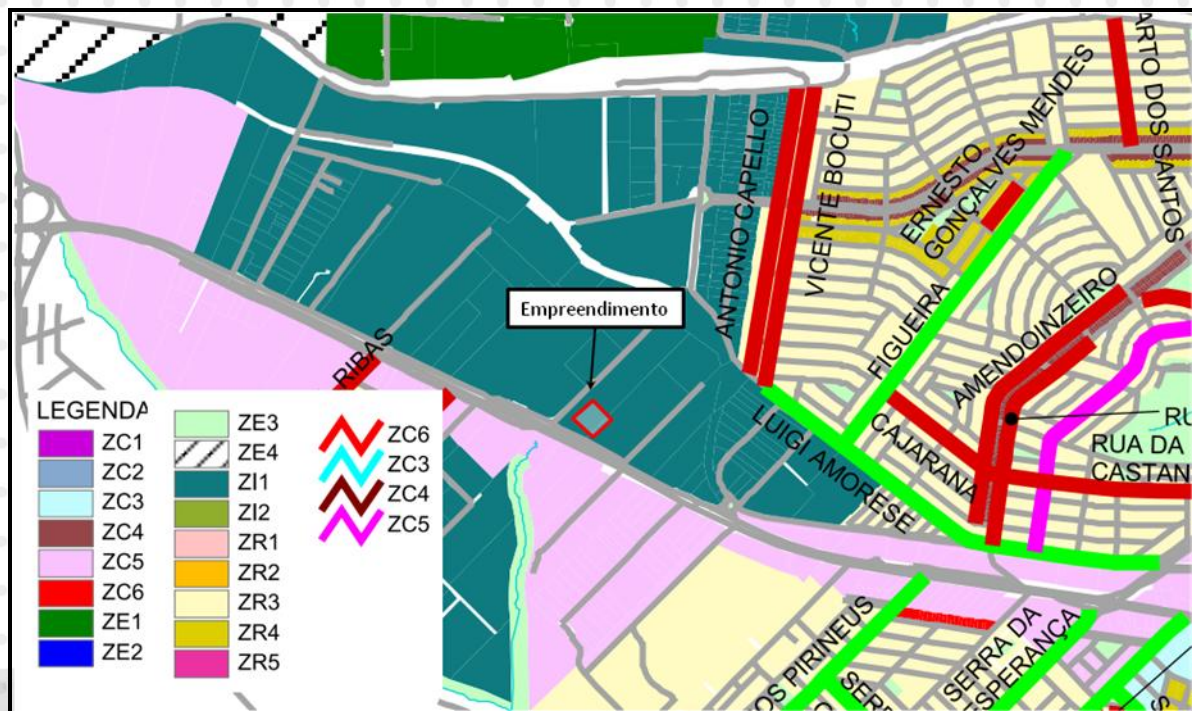 ARTO DOS SANTOS
ANTONIO CAPELLO
VICENTE BOCUTI
ERNESTO
GONÇALVES MENDES
Empreendimento
FIGUEIRA
AMENDOINZEIRO
RIBAS
LUIGI AMORESE
CAJARANA
RU
RUA DA
CASTAN
LEGENDA
ZC1
ZC2
ZC3
ZC4
ZC5
ZC6
ZE1
ZE2
ZE3
ZE4
ZI1
ZI2
ZR1
ZR2
ZR3
ZR4
ZR5
ZC6
ZC3
ZC4
ZC5
OS PIRINEUS
SERR
SERRA DA
ESPERANÇA